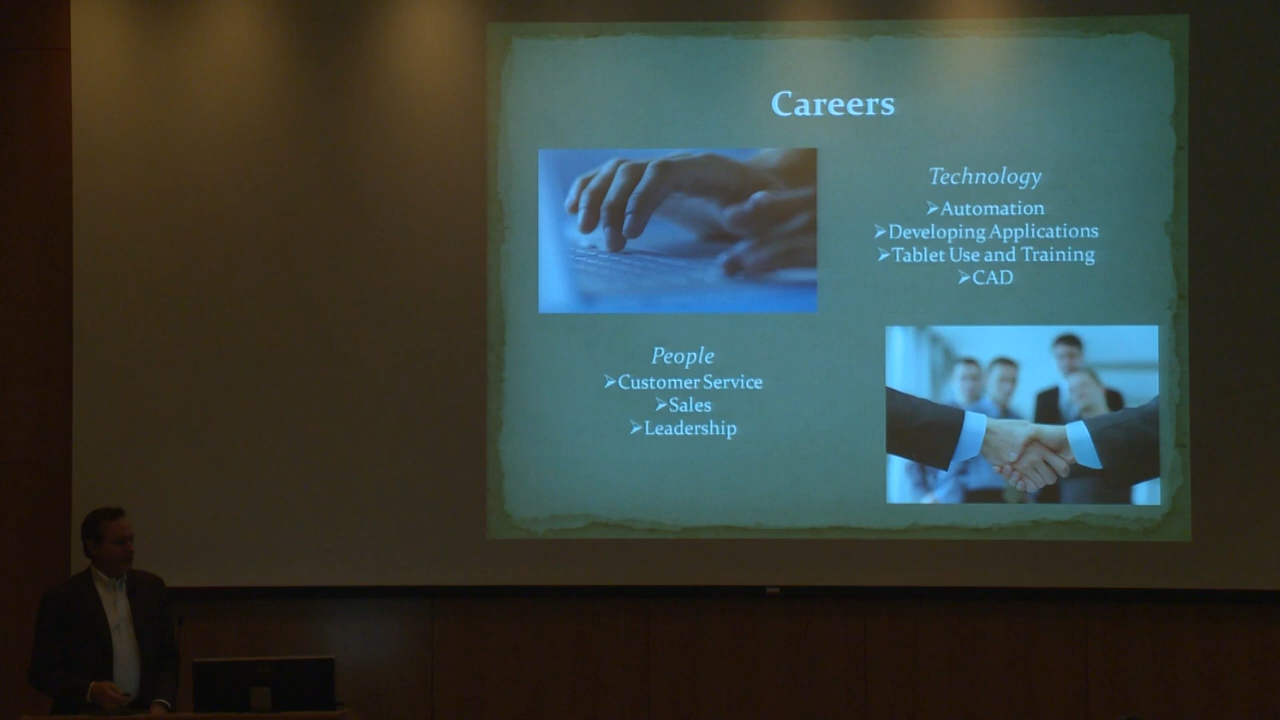 Careers
Technology
➢Automation
➢Developing Applications
➢Tablet Use and Training
➢CAD
People
➢Customer Service
➢Sales
➢Leadership